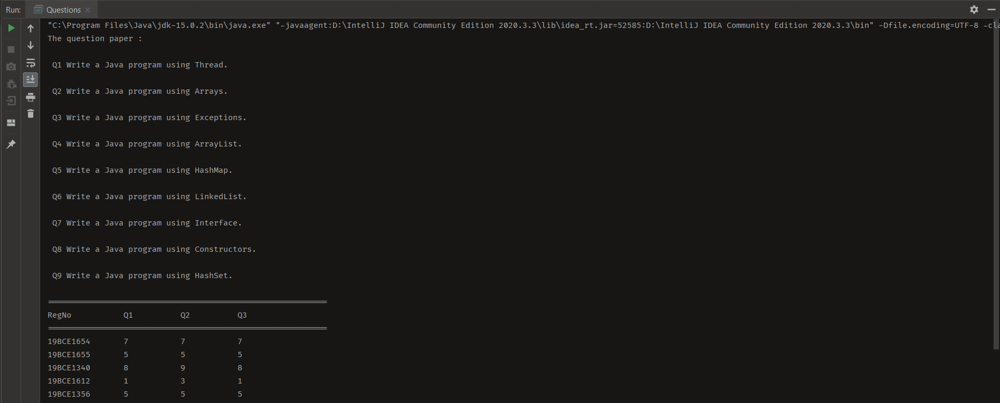 Run: Questions
"C:\Program Files\Java\jdk-15.0.2\bin\java.exe" "-javaagent:D:\IntelliJ IDEA Community Edition 2020.3.3\lib\idea_rt.jar=52585:D:\IntelliJ IDEA Community Edition 2020.3.3\bin" -Dfile.encoding=UTF-8 -cla
The question paper :
Q1 Write a Java program using Thread.
Q2 Write a Java program using Arrays.
Q3 Write a Java program using Exceptions.
Q4 Write a Java program using ArrayList.
Q5 Write a Java program using HashMap.
Q6 Write a Java program using LinkedList.
Q7 Write a Java program using Interface.
Q8 Write a Java program using Constructors.
Q9 Write a Java program using HashSet.
RegNo Q1 Q2 Q3
19BCE1654 7 7 7
19BCE1655 5 5 5
19BCE1340 8 9 8
19BCE1612 1 3 1
19BCE1356 5 5 5